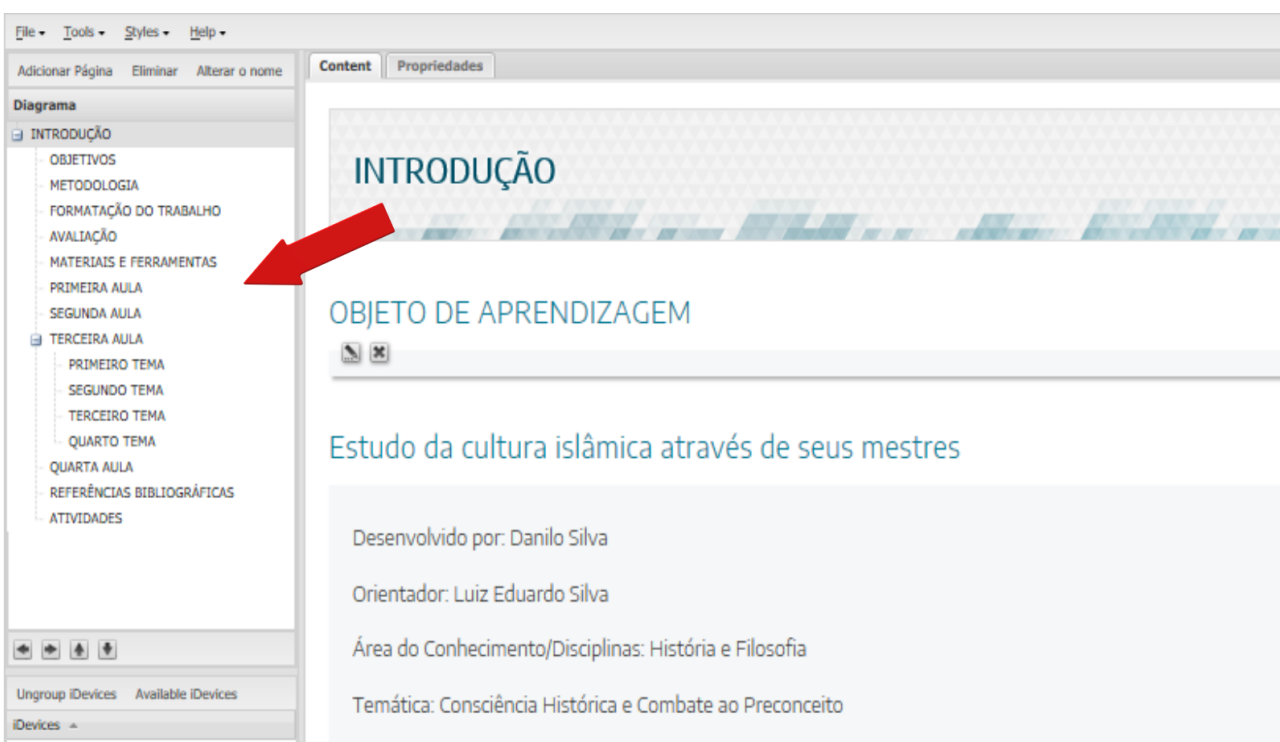 File Tools Styles Help
Adicionar Página Eliminar Alterar o nome
Diagrama
INTRODUÇÃO
OBJETIVOS
METODOLOGIA
FORMATAÇÃO DO TRABALHO
AVALIAÇÃO
MATERIAIS E FERRAMENTAS
PRIMEIRA AULA
SEGUNDA AULA
TERCEIRA AULA
PRIMEIRO TEMA
SEGUNDO TEMA
TERCEIRO TEMA
QUARTO TEMA
QUARTA AULA
REFERÊNCIAS BIBLIOGRÁFICAS
ATIVIDADES
Ungroup iDevices Available iDevices
iDevices
Content Propriedades
INTRODUÇÃO
OBJETO DE APRENDIZAGEM
Estudo da cultura islâmica através de seus mestres
Desenvolvido por: Danilo Silva
Orientador: Luiz Eduardo Silva
Área do Conhecimento/Disciplinas: História e Filosofia
Temática: Consciência Histórica e Combate ao Preconceito